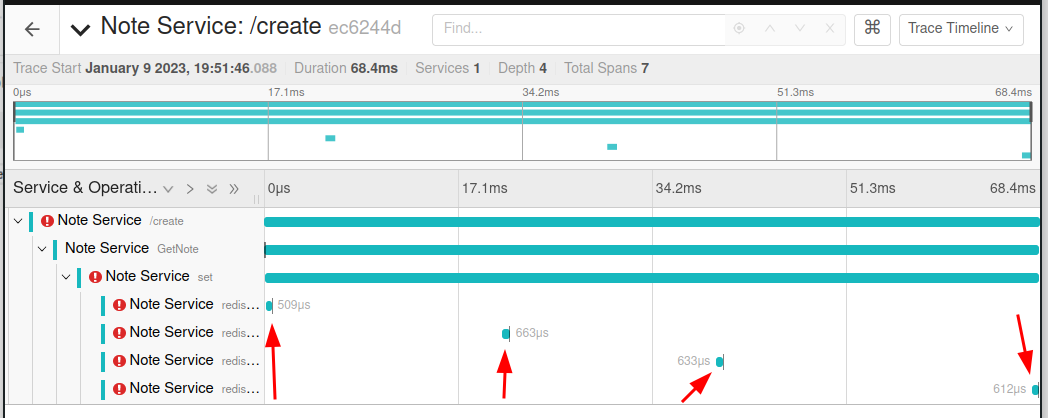 Note Service: /create ec6244d
Find...
⌘
Trace Timeline
Trace Start January 9 2023, 19:51:46.088 Duration 68.4ms Services 1 Depth 4 Total Spans 7
0μs 17.1ms 34.2ms 51.3ms 68.4ms
Service & Operati… 0μs 17.1ms 34.2ms 51.3ms 68.4ms
Note Service /create
Note Service GetNote
Note Service set
Note Service redis… 509μs
Note Service redis… 663μs
Note Service redis… 633μs
Note Service redis… 612μs